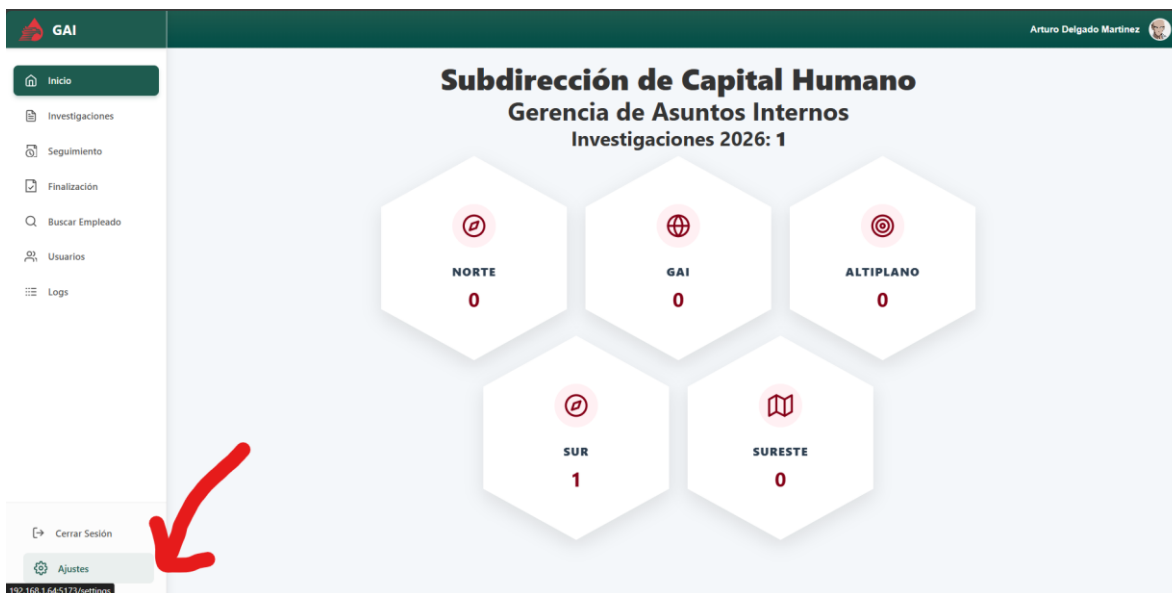 GAI
Arturo Delgado Martinez
Inicio
Investigaciones
Seguimiento
Finalización
Buscar Empleado
Usuarios
Logs
Cerrar Sesión
Ajustes
192.168.1.64:5173/settings
Subdirección de Capital Humano
Gerencia de Asuntos Internos
Investigaciones 2026: 1
NORTE
0
GAI
0
ALTIPLANO
0
SUR
1
SURESTE
0